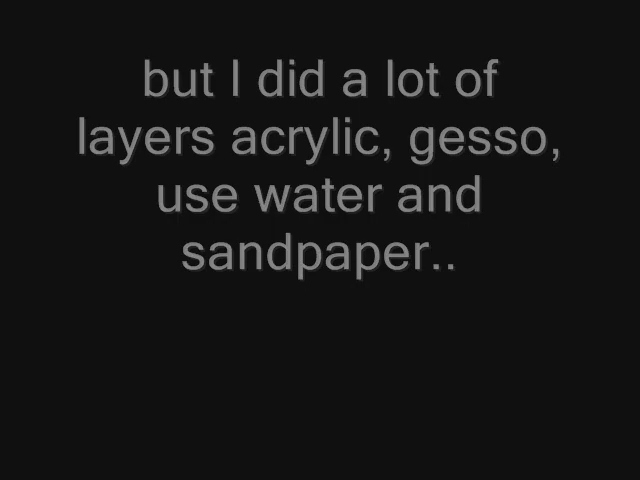 but I did a lot of
layers acrylic, gesso,
use water and
sandpaper..